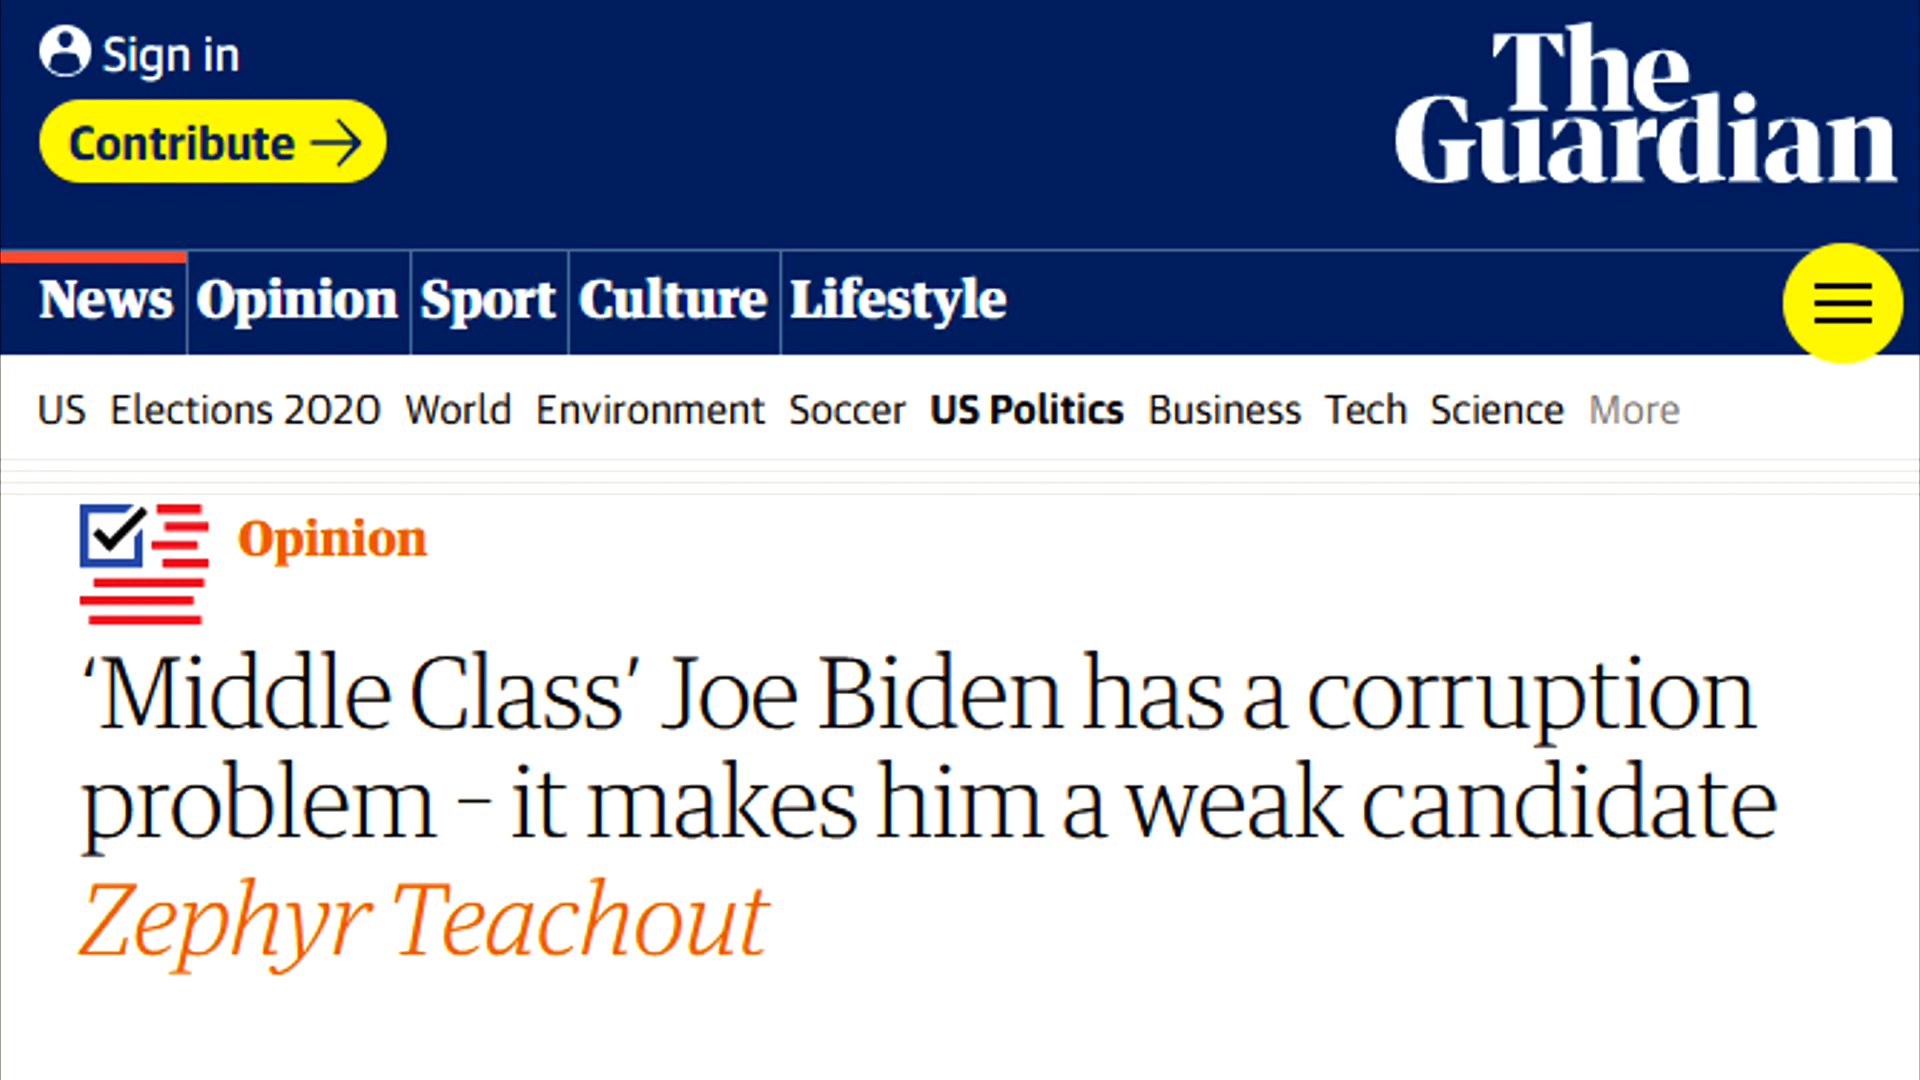 Sign in
Contribute →
The
Guardian
News Opinion Sport Culture Lifestyle
US Elections 2020 World Environment Soccer US Politics Business Tech Science More
Opinion
‘Middle Class’ Joe Biden has a corruption
problem – it makes him a weak candidate
Zephyr Teachout